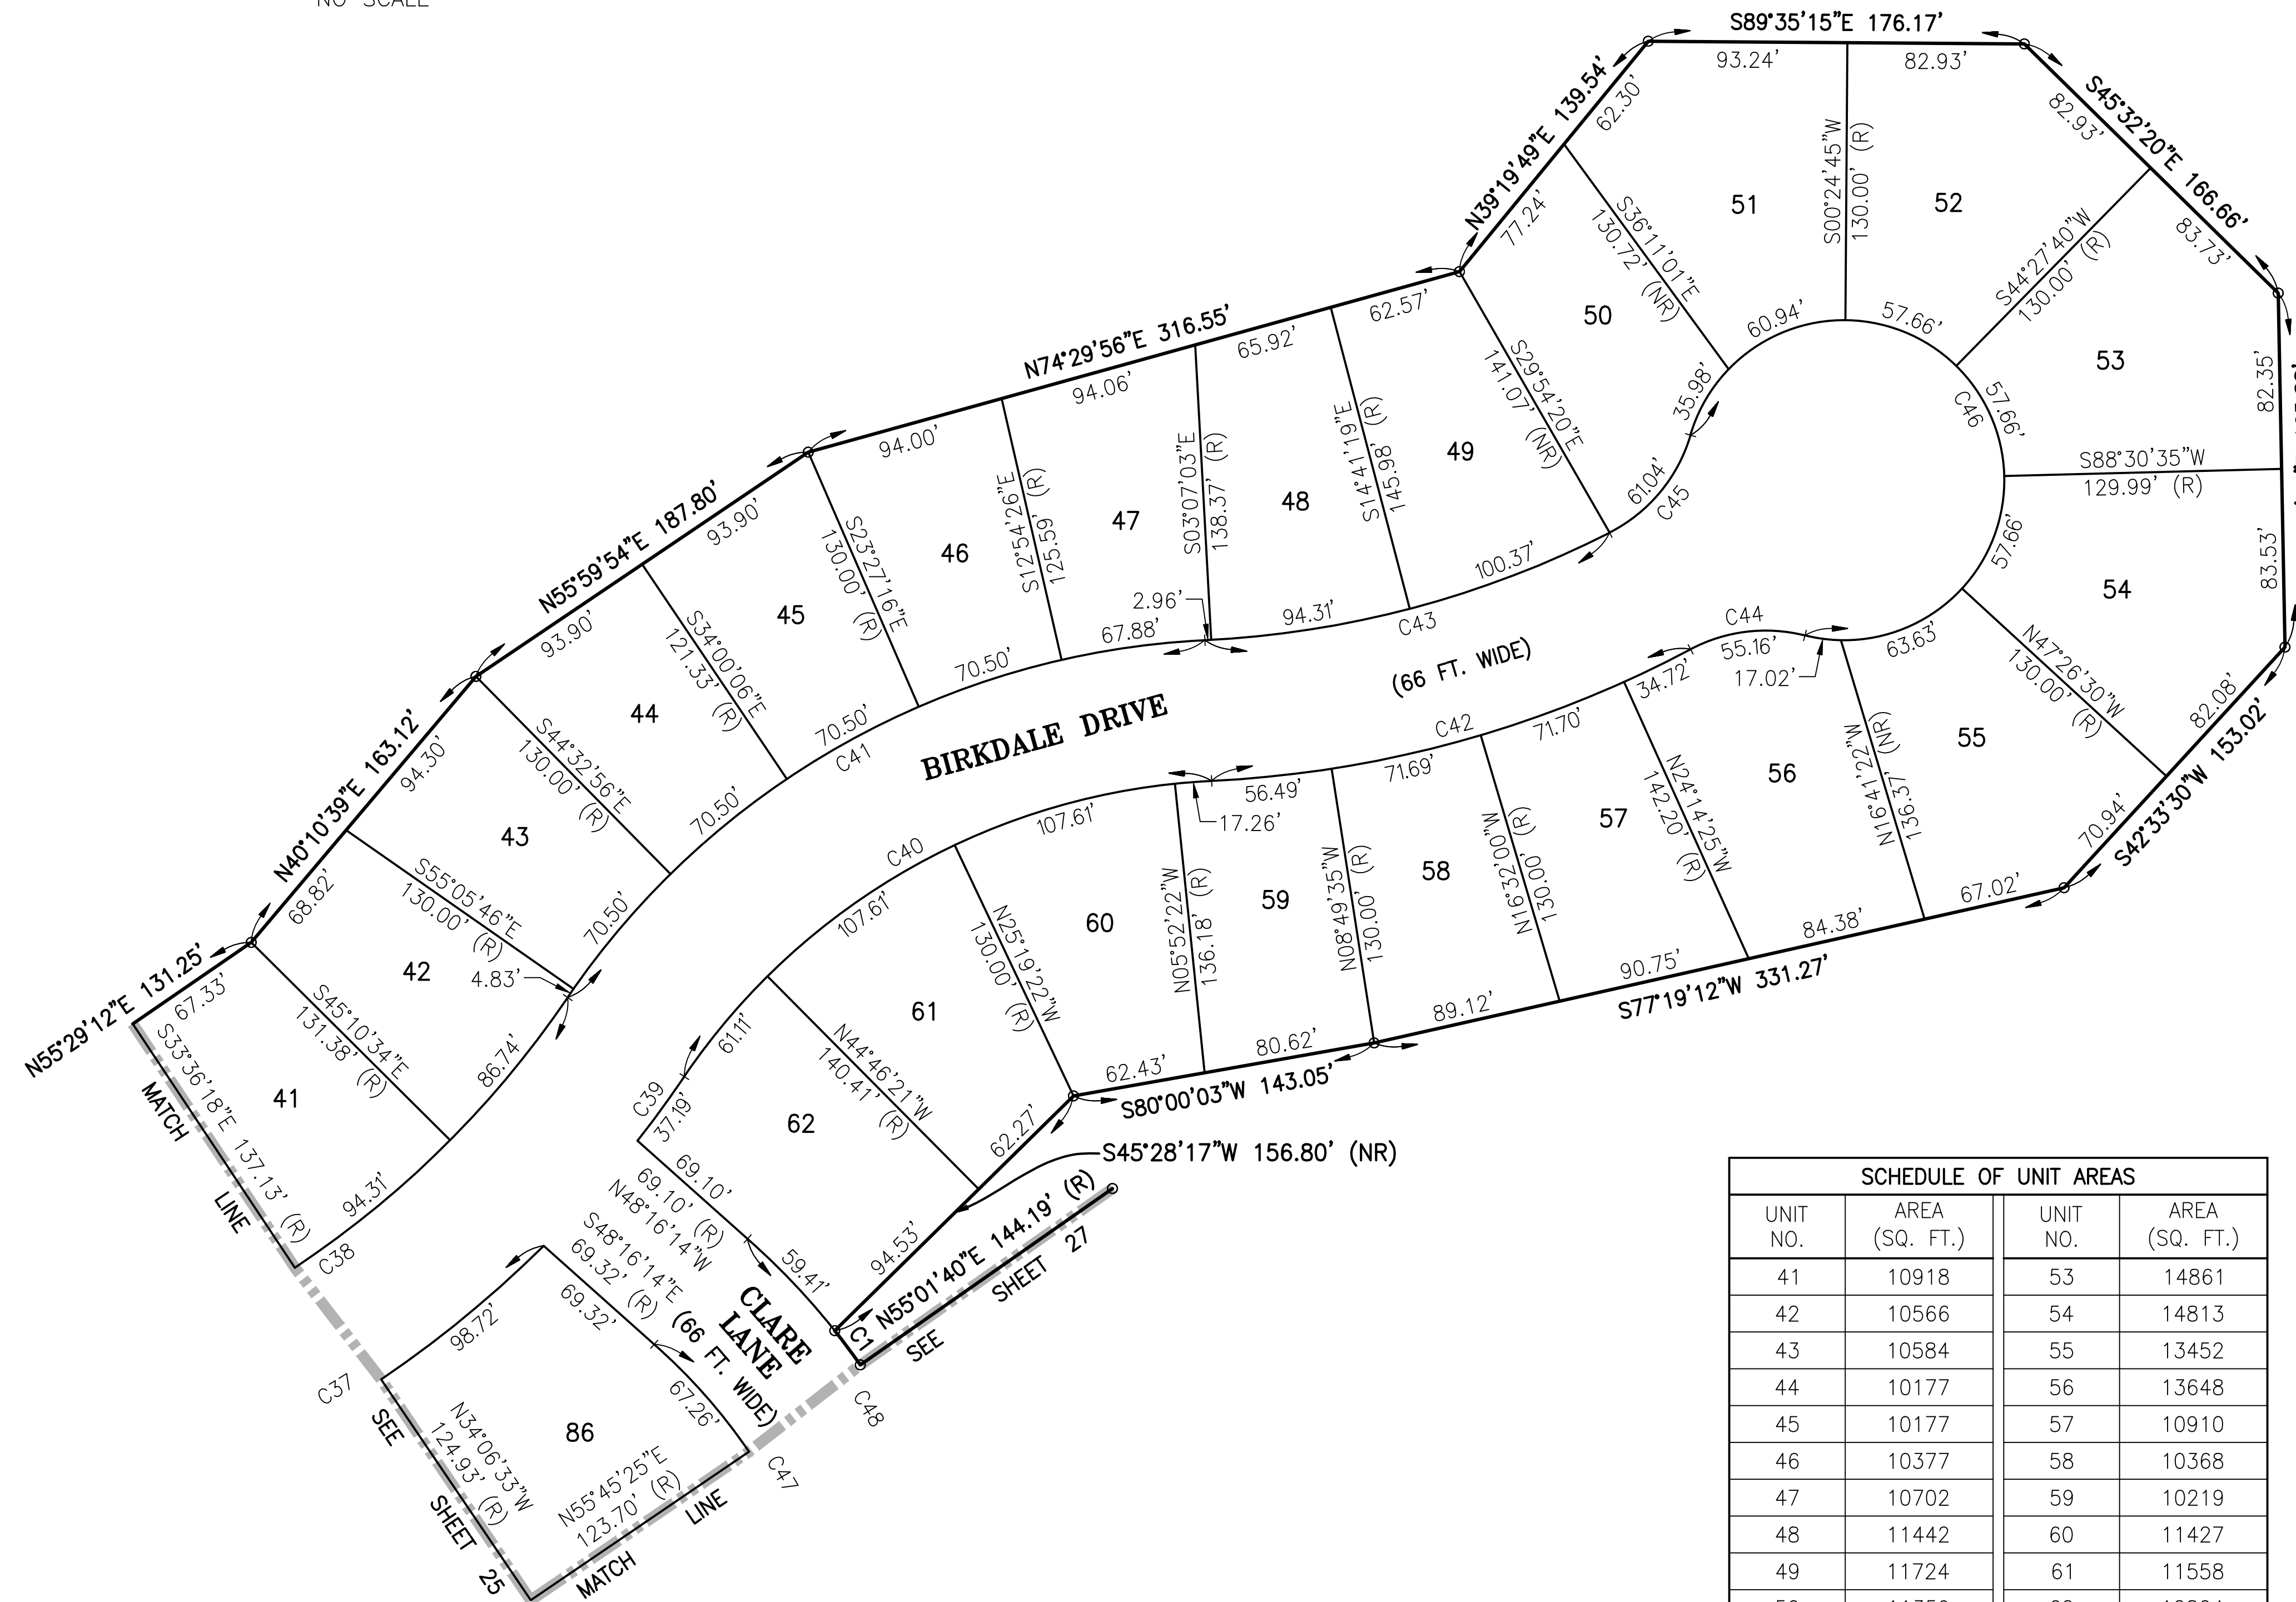 NO SCALE
S89°35'15"E 176.17'
93.24'
82.93'
N39°19'49"E 139.54'
62.30'
77.24'
S45°32'20"E 166.66'
82.93'
83.73'
51
52
S00°24'45"W
130.00' (R)
S36°11'01"E
130.72' (NR)
S44°27'40"W
130.00' (R)
50
53
60.94'
57.66'
57.66'
C46
82.35'
N74°29'56"E 316.55'
62.57'
65.92'
94.06'
94.00'
S29°54'20"E
141.07' (NR)
35.98'
61.04'
C45
S88°30'35"W
129.99' (R)
83.53'
57.66'
54
49
48
47
46
S14°41'19"E
145.98' (R)
S03°07'03"E
138.37' (R)
S12°54'26"E
125.59' (R)
S23°27'16"E
130.00' (R)
N55°59'54"E 187.80'
93.90'
93.90'
45
44
S34°00'06"E
121.33' (R)
100.37'
C43
94.31'
2.96'
67.88'
70.50'
70.50'
C41
70.50'
70.50'
C44
55.16'
17.02'
63.63'
34.72'
C42
71.70'
71.69'
56.49'
17.26'
(66 FT. WIDE)
BIRKDALE DRIVE
N47°26'30"W
130.00' (R)
82.08'
70.94'
S42°33'30"W 153.02'
55
56
57
58
59
60
N16°41'22"W
136.37' (NR)
N24°14'25"W
142.20' (R)
N16°32'00"W
130.00' (R)
N08°49'35"W
130.00' (R)
N05°52'22"W
136.18' (R)
67.02'
84.38'
90.75'
89.12'
S77°19'12"W 331.27'
N40°10'39"E 163.12'
94.30'
68.82'
S44°32'56"E
130.00' (R)
43
S55°05'46"E
130.00' (R)
42
4.83'
C40
107.61'
107.61'
61.11'
N25°19'22"W
130.00' (R)
61
N44°46'21"W
140.41' (R)
62
C39
37.19'
N55°29'12"E 131.25'
67.33'
S45°10'34"E
131.38' (R)
86.74'
S33°36'18"E 137.13' (R)
MATCH
LINE
41
94.31'
C38
62.43'
80.62'
S80°00'03"W 143.05'
62.27'
94.53'
S45°28'17"W 156.80' (NR)
N55°01'40"E 144.19' (R)
SEE
SHEET 27
69.10'
69.10' (R)
N48°16'14"W
S48°16'14"E
69.32' (R)
59.41'
CLARE
LANE
(66 FT. WIDE)
C1
C48
C47
98.72'
69.32'
67.26'
C37
86
N34°06'33"W
124.93' (R)
N55°45'25"E
123.70' (R)
SEE
SHEET 25
MATCH
LINE
SCHEDULE OF UNIT AREAS
UNIT NO. AREA (SQ. FT.) UNIT NO. AREA (SQ. FT.)
41 10918 53 14861
42 10566 54 14813
43 10584 55 13452
44 10177 56 13648
45 10177 57 10910
46 10377 58 10368
47 10702 59 10219
48 11442 60 11427
49 11724 61 11558